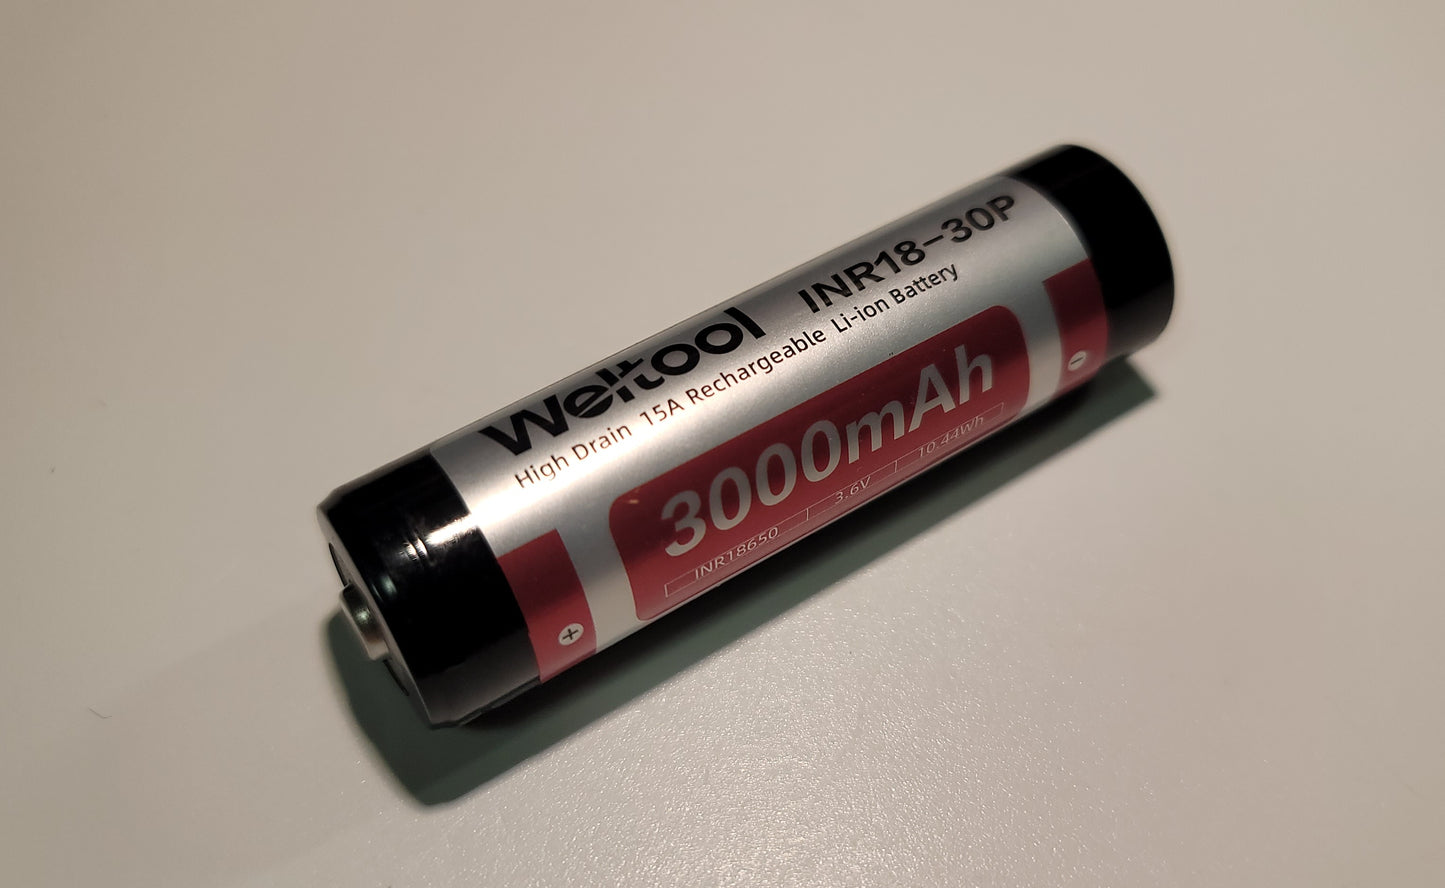 Weltool INR18-30P
High Drain 15A Rechargeable Li-ion Battery
3000mAh
INR18650 3.6V 10.44Wh
+ -